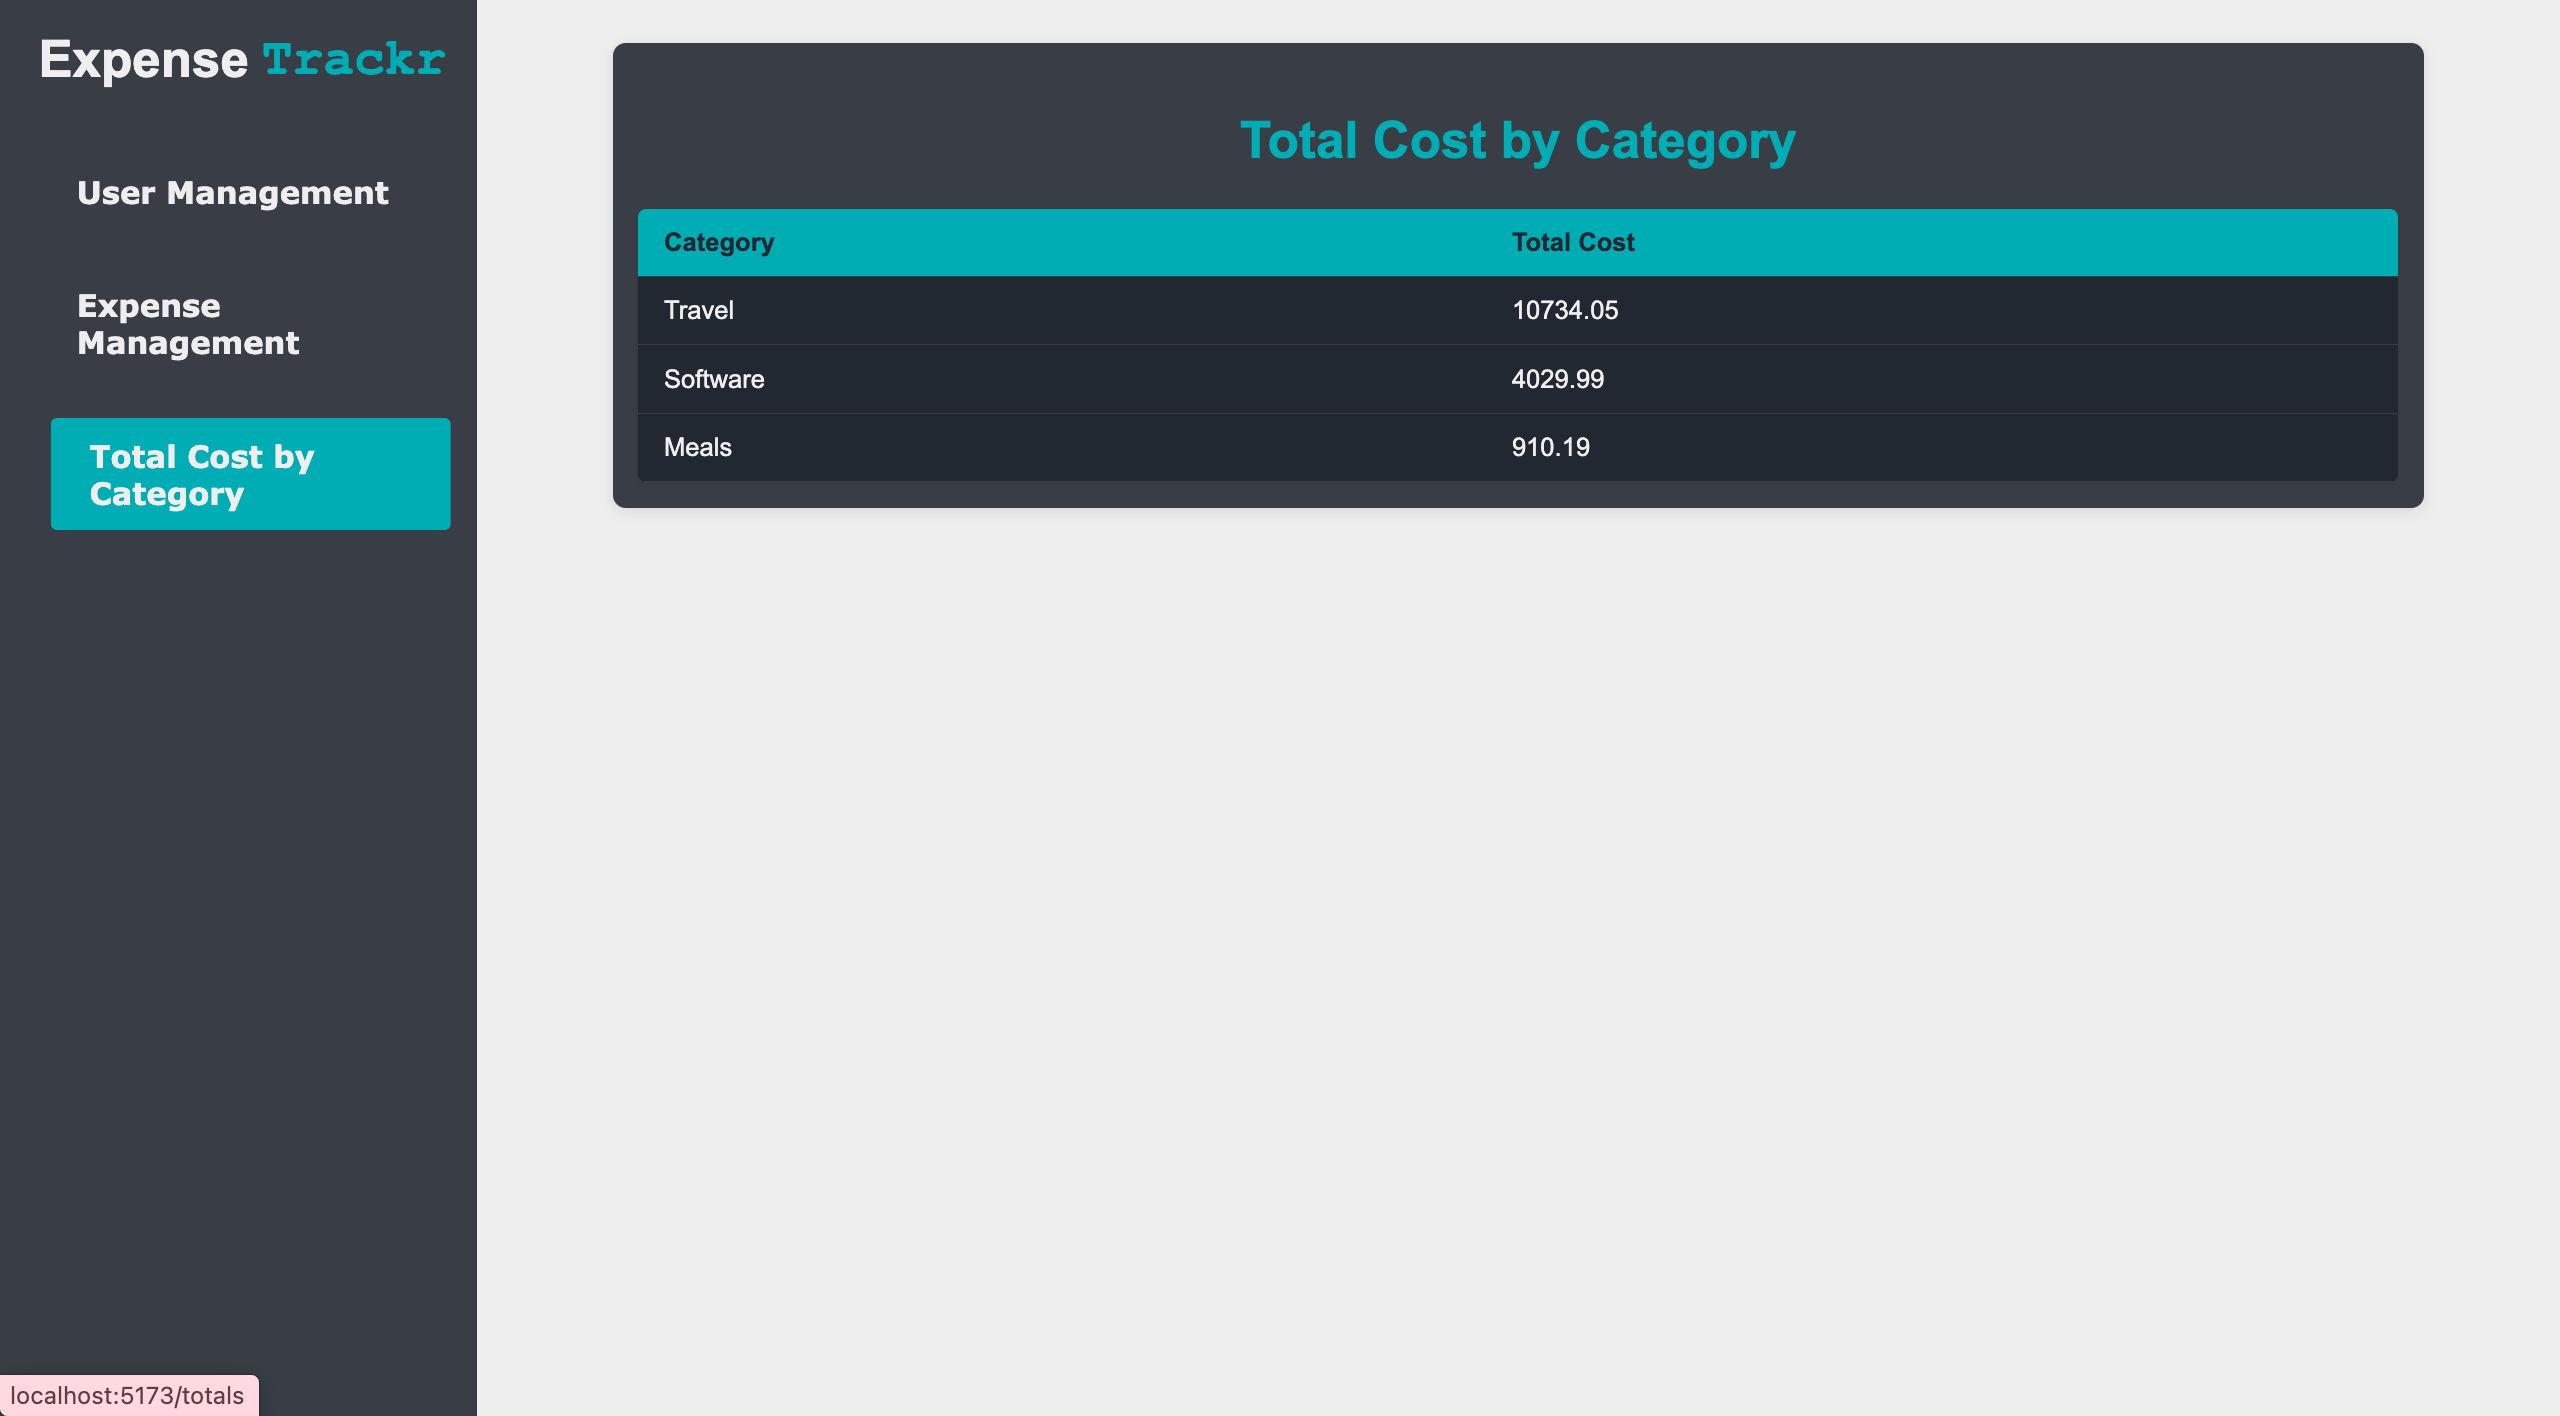 Expense Trackr
User Management
Expense
Management
Total Cost by
Category
Total Cost by Category
Category Total Cost
Travel 10734.05
Software 4029.99
Meals 910.19
localhost:5173/totals